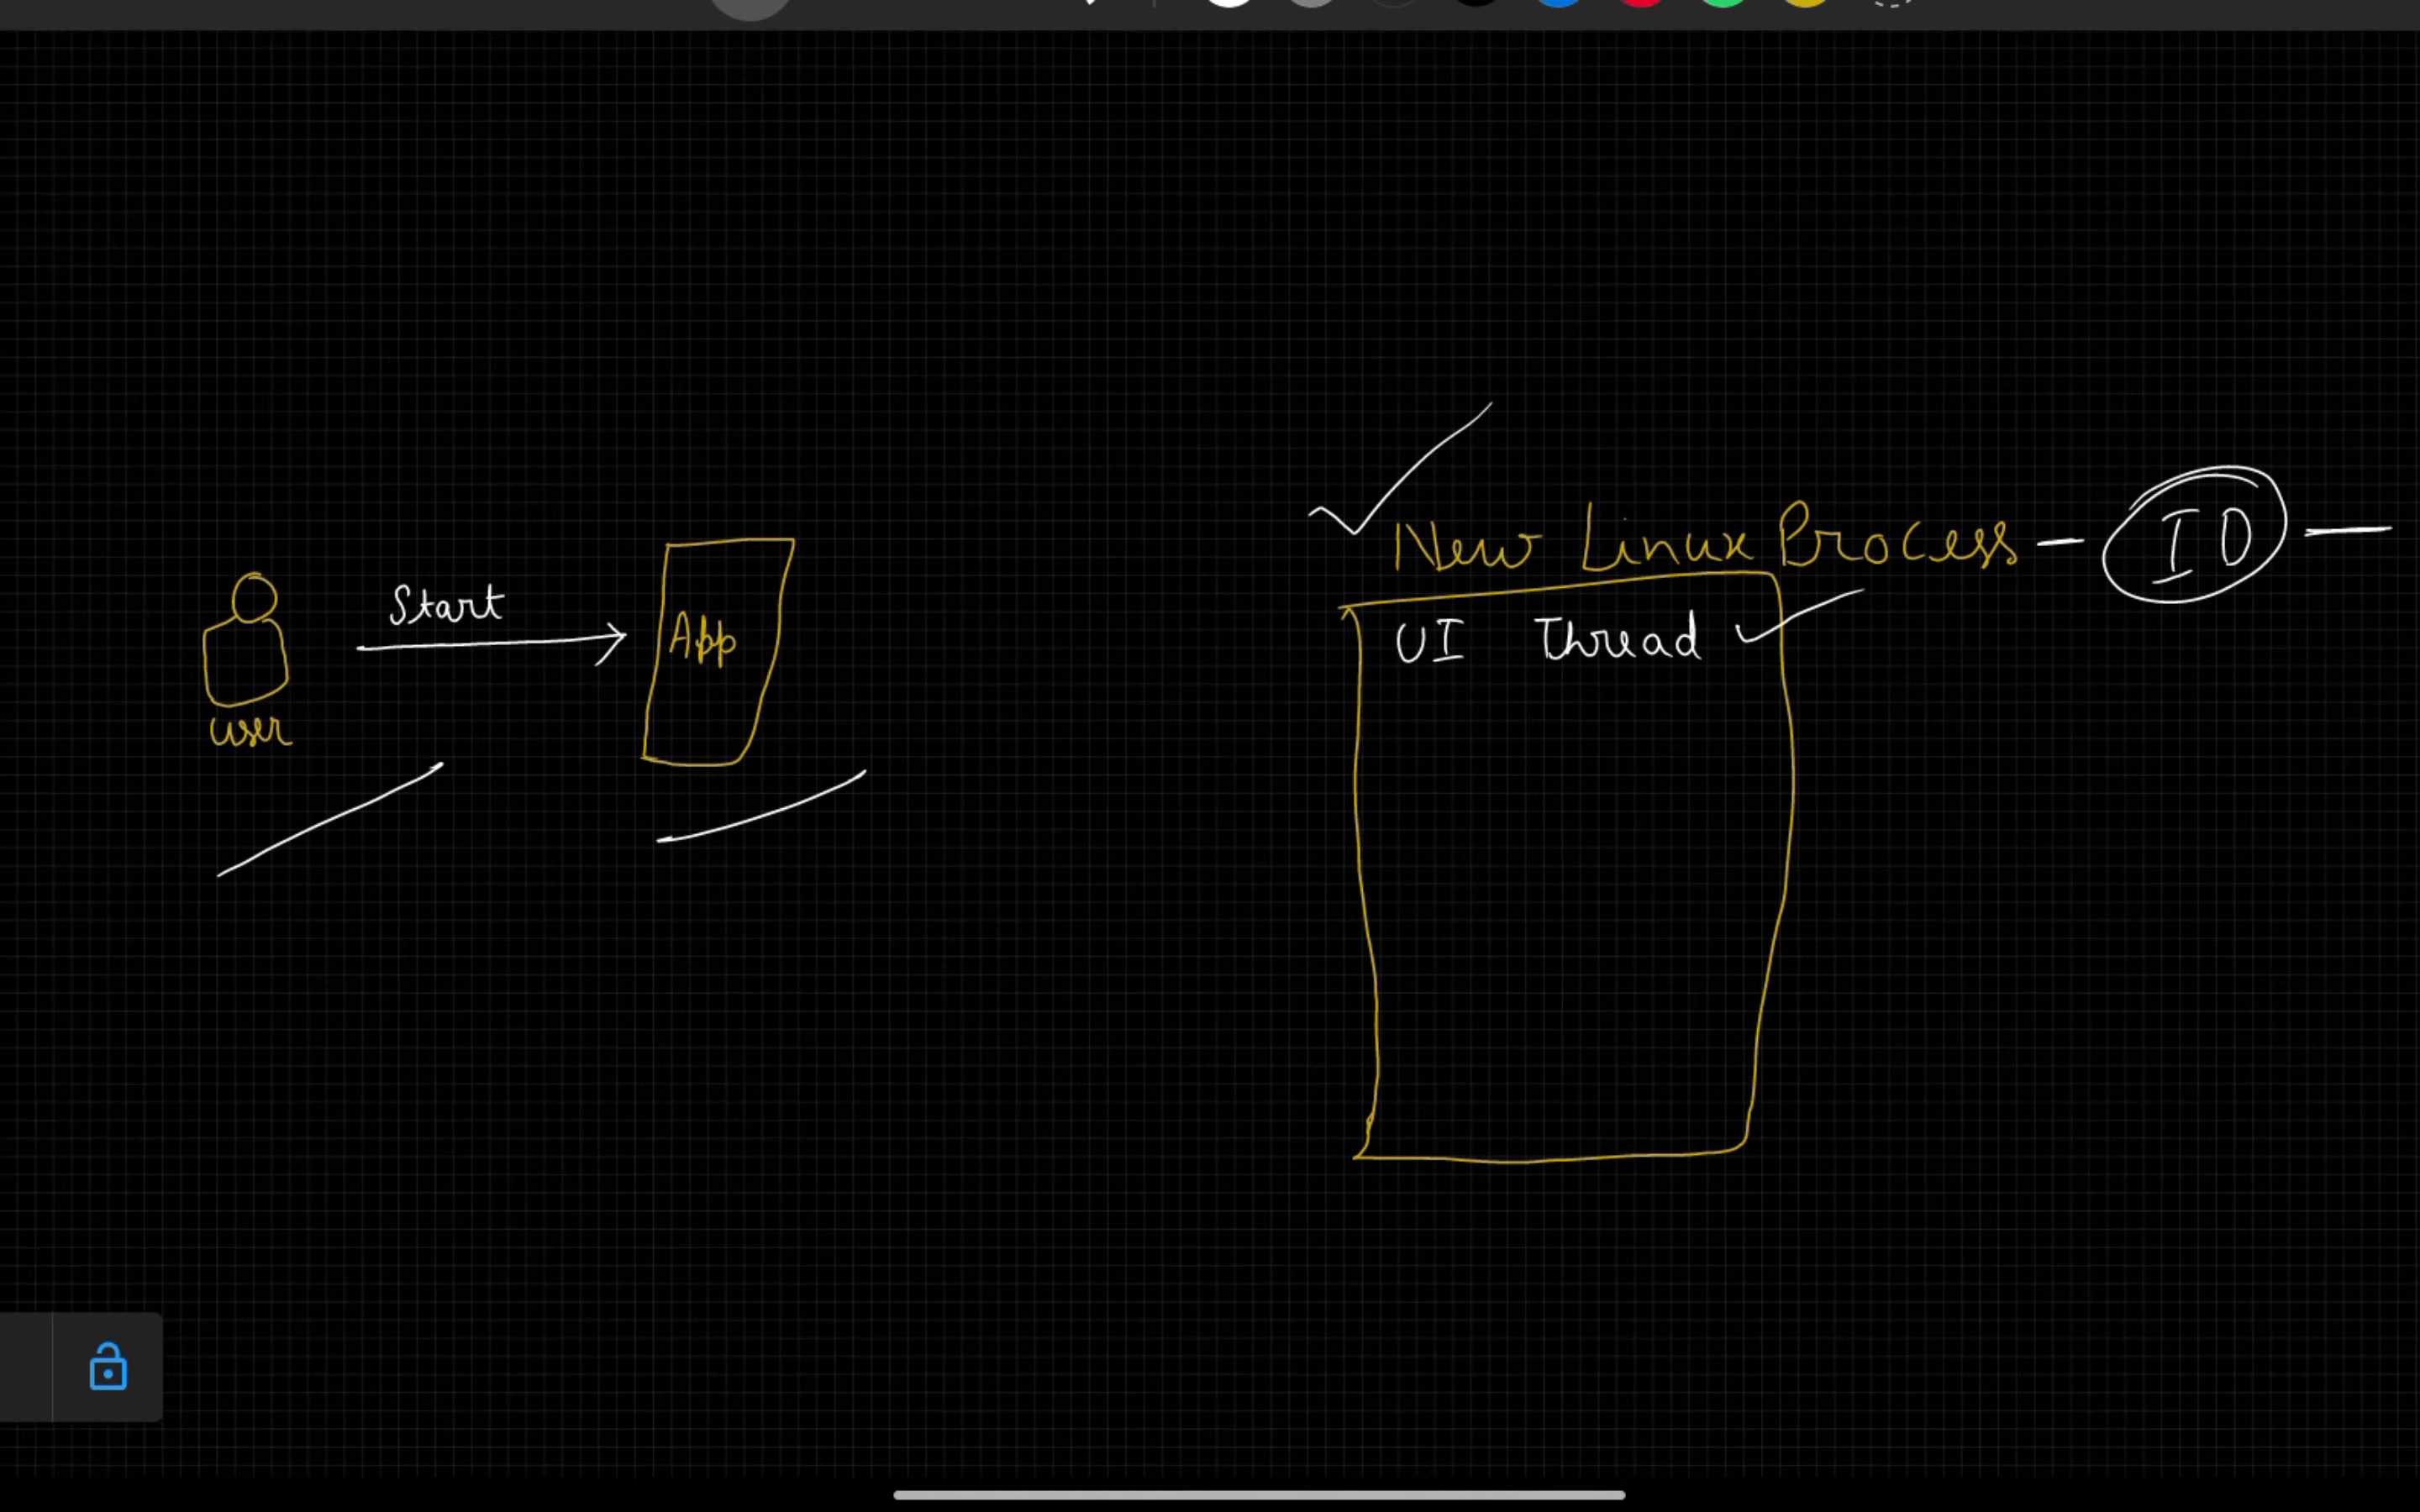 Start
App
user
New Linux Process - ID -
UI Thread